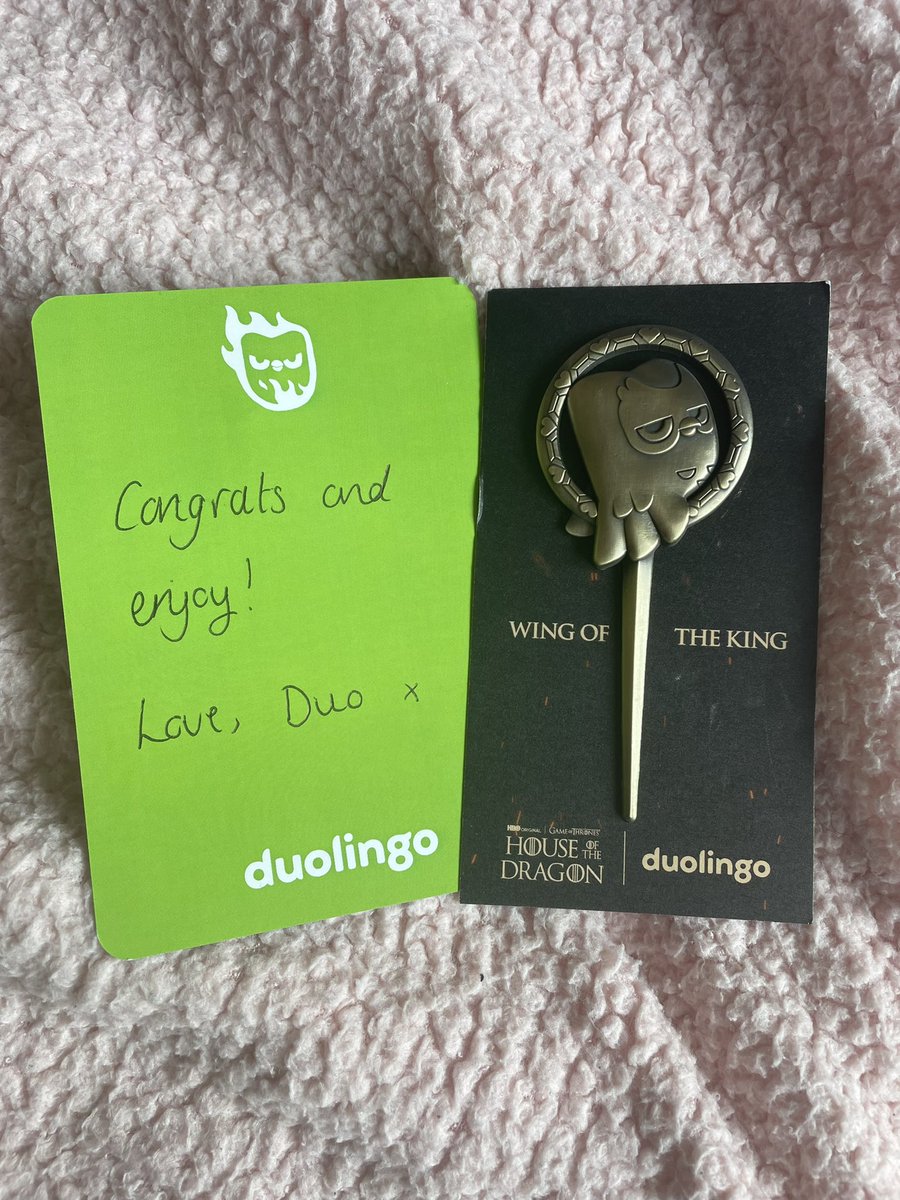 Congrats and
enjoy!
Love, Duo x
duolingo
WING OF THE KING
HBO ORIGINAL | GAME OF THRONES
HOUSE OF THE
DRAGON
duolingo